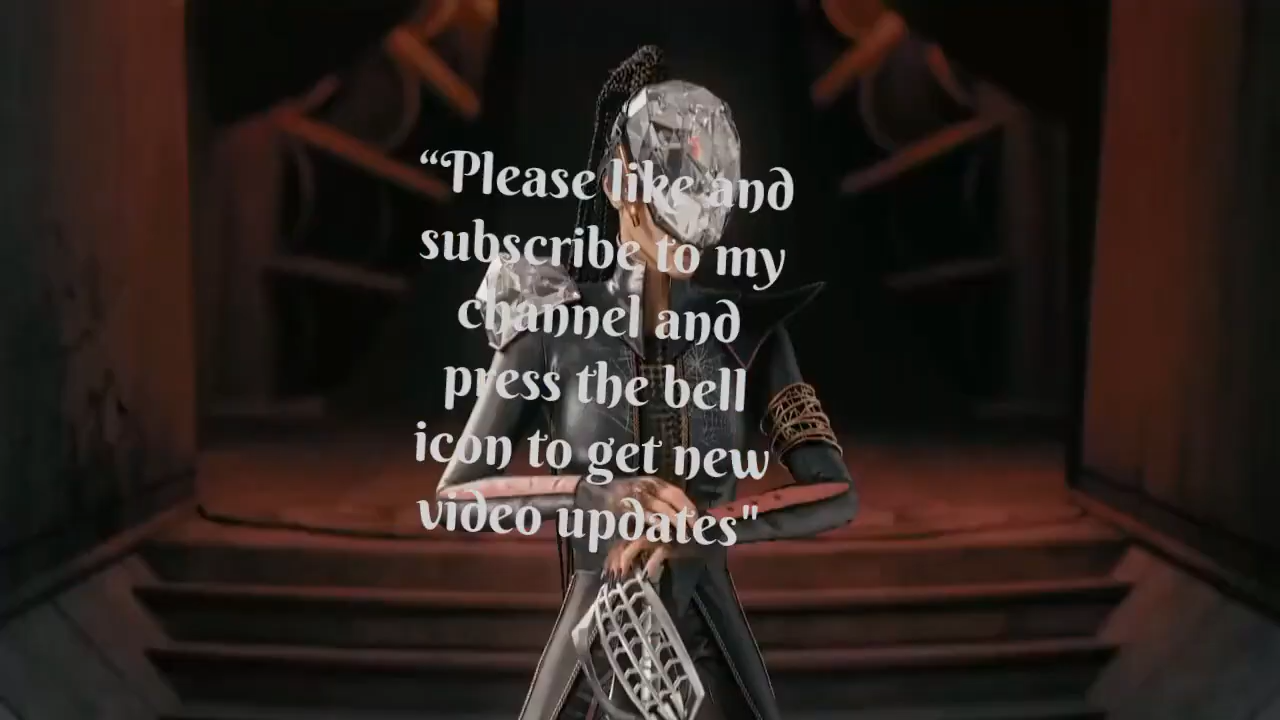 “Please like and
subscribe to my
channel and
press the bell
icon to get new
video updates"